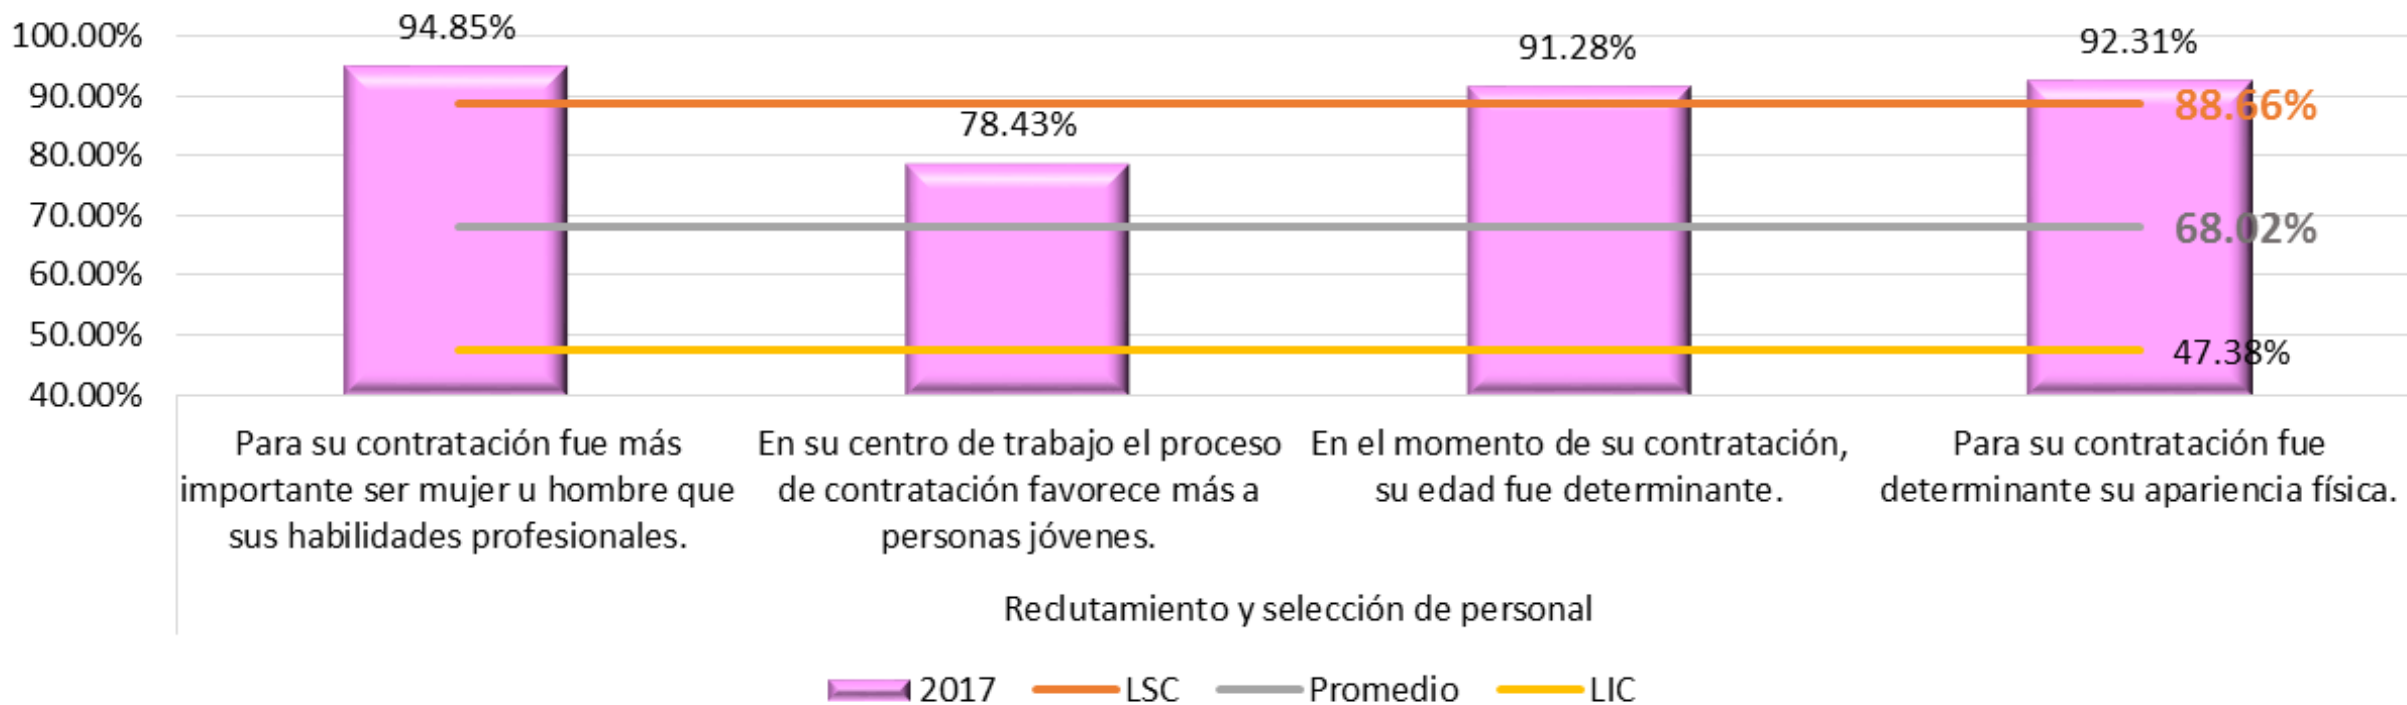 100.00%
90.00%
80.00%
70.00%
60.00%
50.00%
40.00%
94.85%
78.43%
91.28%
92.31%
88.66%
68.02%
47.38%
Para su contratación fue más
importante ser mujer u hombre que
sus habilidades profesionales.
En su centro de trabajo el proceso
de contratación favorece más a
personas jóvenes.
En el momento de su contratación,
su edad fue determinante.
Para su contratación fue
determinante su apariencia física.
Reclutamiento y selección de personal
2017
LSC
Promedio
LIC